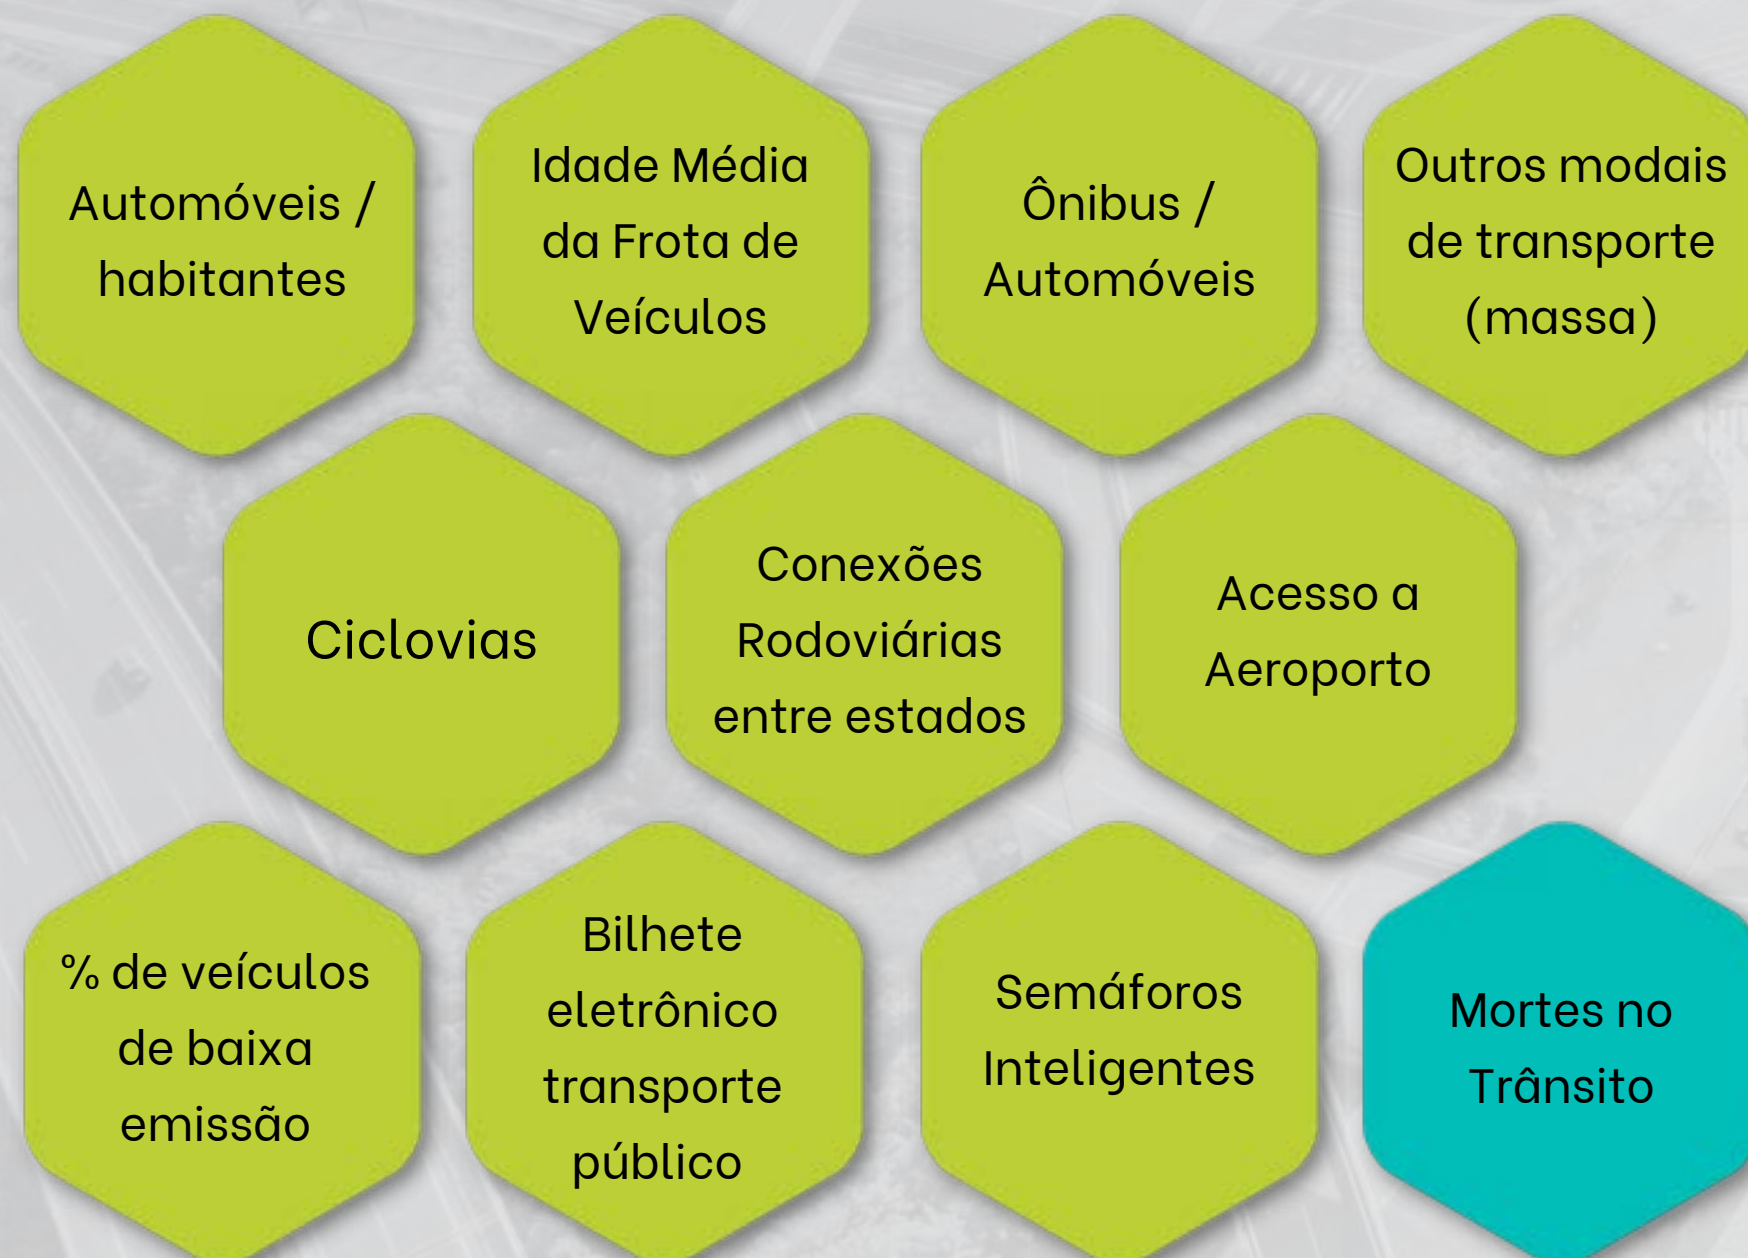 Automóveis /
habitantes
Idade Média
da Frota de
Veículos
Ônibus /
Automóveis
Outros modais
de transporte
(massa)
Ciclovias
Conexões
Rodoviárias
entre estados
Acesso a
Aeroporto
% de veículos
de baixa
emissão
Bilhete
eletrônico
transporte
público
Semáforos
Inteligentes
Mortes no
Trânsito